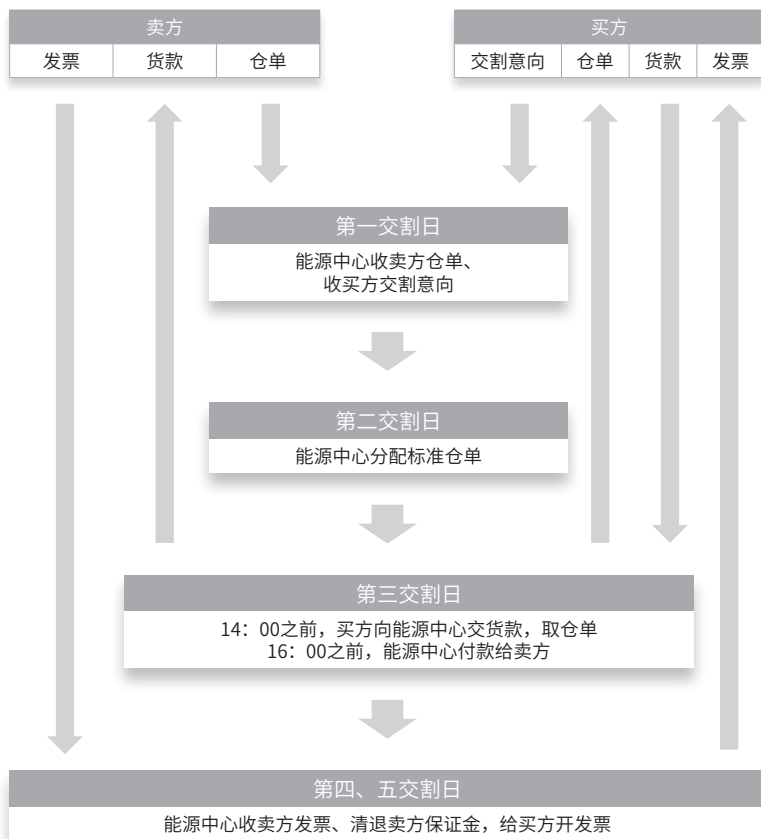 卖方
发票 货款 仓单
买方
交割意向 仓单 货款 发票
第一交割日
能源中心收卖方仓单、
收买方交割意向
第二交割日
能源中心分配标准仓单
第三交割日
14：00之前，买方向能源中心交货款，取仓单
16：00之前，能源中心付款给卖方
第四、五交割日
能源中心收卖方发票、清退卖方保证金，给买方开发票